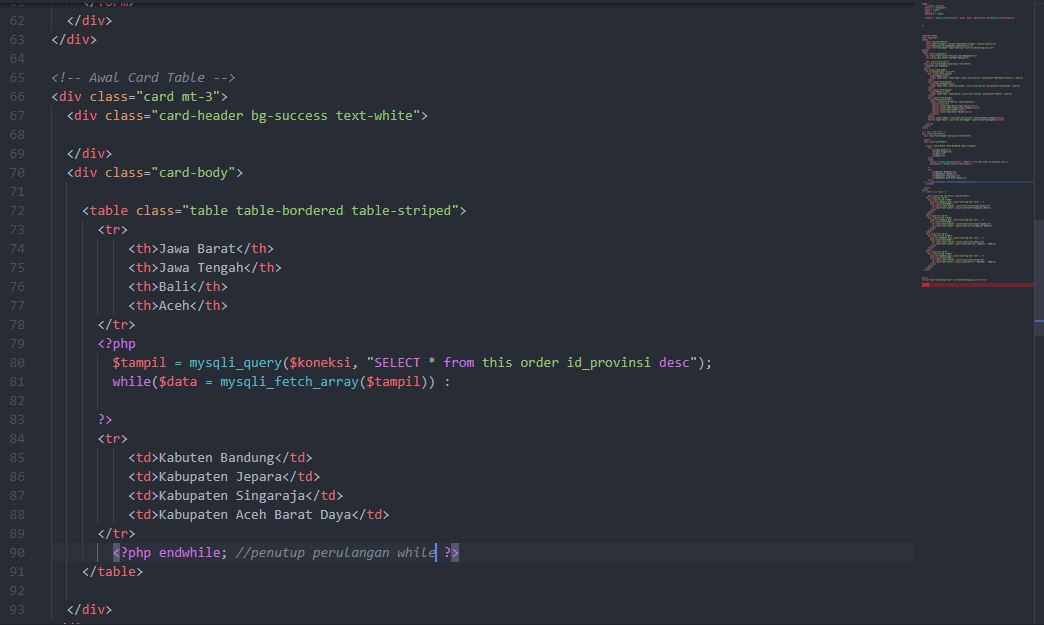 62 </div>
63 </div>
64
65 <!-- Awal Card Table -->
66 <div class="card mt-3">
67 <div class="card-header bg-success text-white">
68
69 </div>
70 <div class="card-body">
71
72 <table class="table table-bordered table-striped">
73 <tr>
74 <th>Jawa Barat</th>
75 <th>Jawa Tengah</th>
76 <th>Bali</th>
77 <th>Aceh</th>
78 </tr>
79 <?php
80 $tampil = mysqli_query($koneksi, "SELECT * from this order id_provinsi desc");
81 while($data = mysqli_fetch_array($tampil)) :
82
83 ?>
84 <tr>
85 <td>Kabuten Bandung</td>
86 <td>Kabupaten Jepara</td>
87 <td>Kabupaten Singaraja</td>
88 <td>Kabupaten Aceh Barat Daya</td>
89 </tr>
90 <?php endwhile; //penutup perulangan while ?>
91 </table>
92
93 </div>